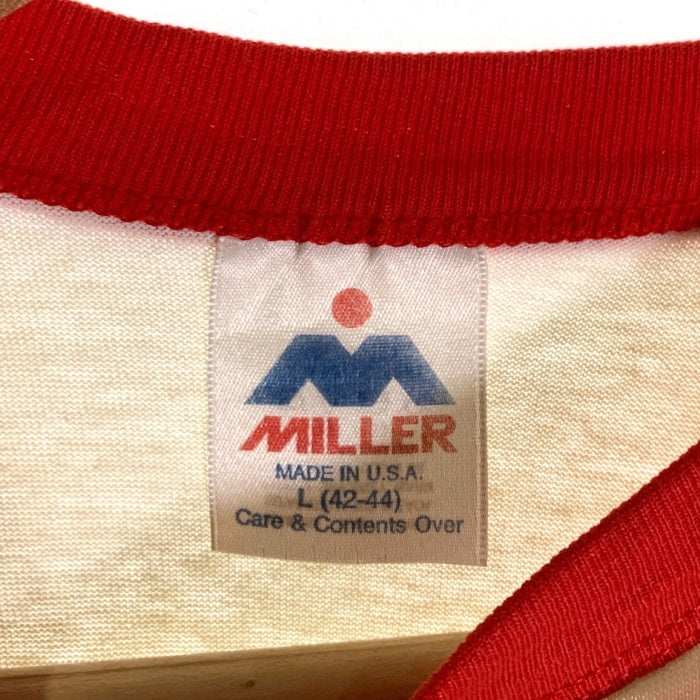 MILLER
MADE IN U.S.A.
L (42-44)
Care & Contents Over